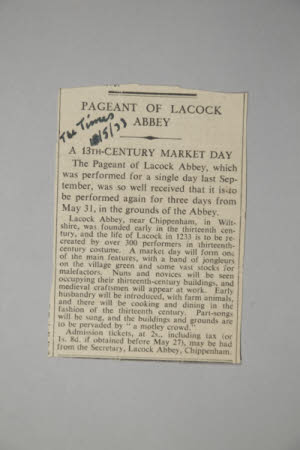 PAGEANT OF LACOCK
ABBEY
The Times
A 13TH-CENTURY MARKET DAY
The Pageant of Lacock Abbey, which
was performed for a single day last Sep-
tember, was so well received that it is to
be performed again for three days from
May 31, in the grounds of the Abbey.
Lacock Abbey, near Chippenham, in Wilt-
shire, was founded early in the thirteenth cen-
tury, and the life of Lacock in 1233 is to be re-
created by over 300 performers in thirteenth-
century costume. A market day will form one
of the main features, with a band of jongleurs
on the village green and some vast stocks for
malefactors. Nuns and novices will be seen
occupying their thirteenth-century buildings, and
medieval craftsmen will appear at work. Early
husbandry will be introduced, with farm animals,
and there will be cooking and dining in the
fashion of the thirteenth century. Part-songs
will be sung, and the buildings and grounds are
to be pervaded by "a motley crowd."
Admission tickets, at 2s., including tax (or
1s. 8d. if obtained before May 27), may be had
from the Secretary, Lacock Abbey, Chippenham.